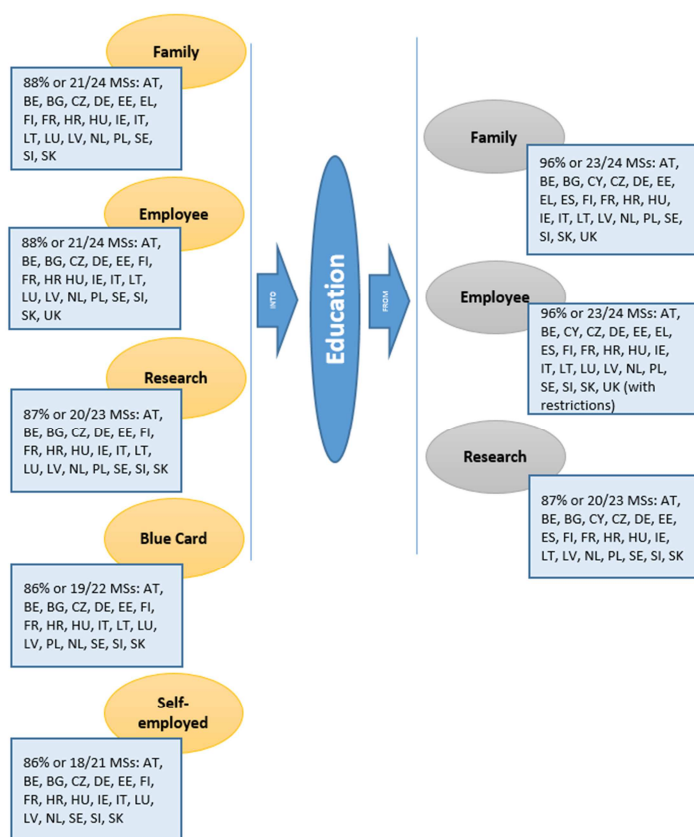 Family
88% or 21/24 MSs: AT,
BE, BG, CZ, DE, EE, EL,
FI, FR, HR, HU, IE, IT,
LT, LU, LV, NL, PL, SE,
SI, SK
Employee
88% or 21/24 MSs: AT,
BE, BG, CZ, DE, EE, FI,
FR, HR HU, IE, IT, LT,
LU, LV, NL, PL, SE, SI,
SK, UK
Research
87% or 20/23 MSs: AT,
BE, BG, CZ, DE, EE, FI,
FR, HR, HU, IE, IT, LT,
LU, LV, NL, PL, SE, SI, SK
Blue Card
86% or 19/22 MSs: AT,
BE, BG, CZ, DE, EE, FI,
FR, HR, HU, IT, LT, LU,
LV, PL, NL, SE, SI, SK
Self-
employed
86% or 18/21 MSs: AT,
BE, BG, CZ, DE, EE, FI,
FR, HR, HU, IE, IT, LU,
LV, NL, SE, SI, SK
INTO
Education
FROM
Family
96% or 23/24 MSs: AT,
BE, BG, CY, CZ, DE, EE,
EL, ES, FI, FR, HR, HU,
IE, IT, LT, LV, NL, PL, SE,
SI, SK, UK
Employee
96% or 23/24 MSs: AT,
BE, CY, CZ, DE, EE, EL,
ES, FI, FR, HR, HU, IE,
IT, LT, LU, LV, NL, PL,
SE, SI, SK, UK (with
restrictions)
Research
87% or 20/23 MSs: AT,
BE, BG, CY, CZ, DE, EE,
ES, FI, FR, HR, HU, IE,
LT, LV, NL, PL, SE, SI, SK